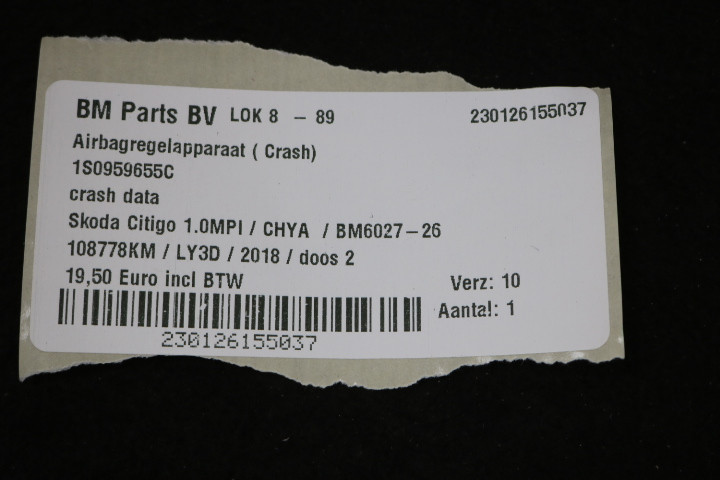 BM Parts BV LOK 8 - 89 230126155037
Airbagregelapparaat ( Crash)
1S0959655C
crash data
Skoda Citigo 1.0MPI / CHYA / BM6027-26
108778KM / LY3D / 2018 / doos 2
19,50 Euro incl BTW Verz: 10
Aantal: 1
230126155037